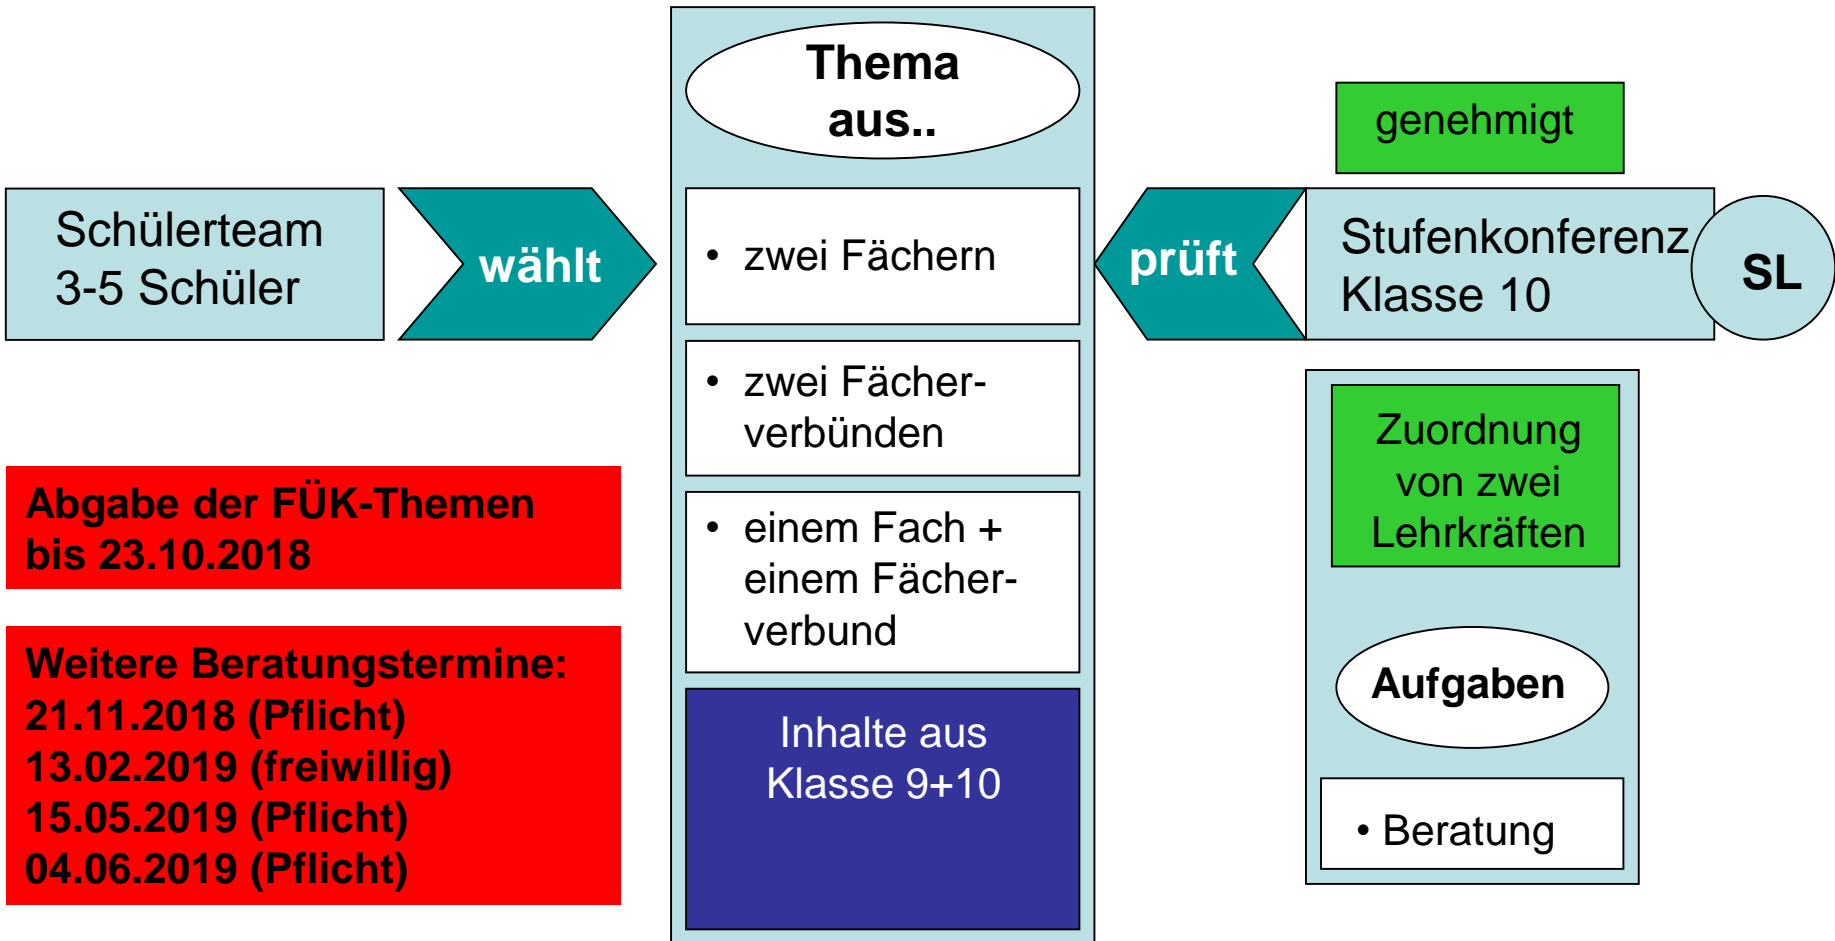 Schülerteam
3-5 Schüler
wählt
Thema
aus..
• zwei Fächern
• zwei Fächer-
verbünden
• einem Fach +
einem Fächer-
verbund
Inhalte aus
Klasse 9+10
prüft
genehmigt
Stufenkonferenz
Klasse 10
SL
Zuordnung
von zwei
Lehrkräften
Aufgaben
• Beratung
Abgabe der FÜK-Themen
bis 23.10.2018
Weitere Beratungstermine:
21.11.2018 (Pflicht)
13.02.2019 (freiwillig)
15.05.2019 (Pflicht)
04.06.2019 (Pflicht)